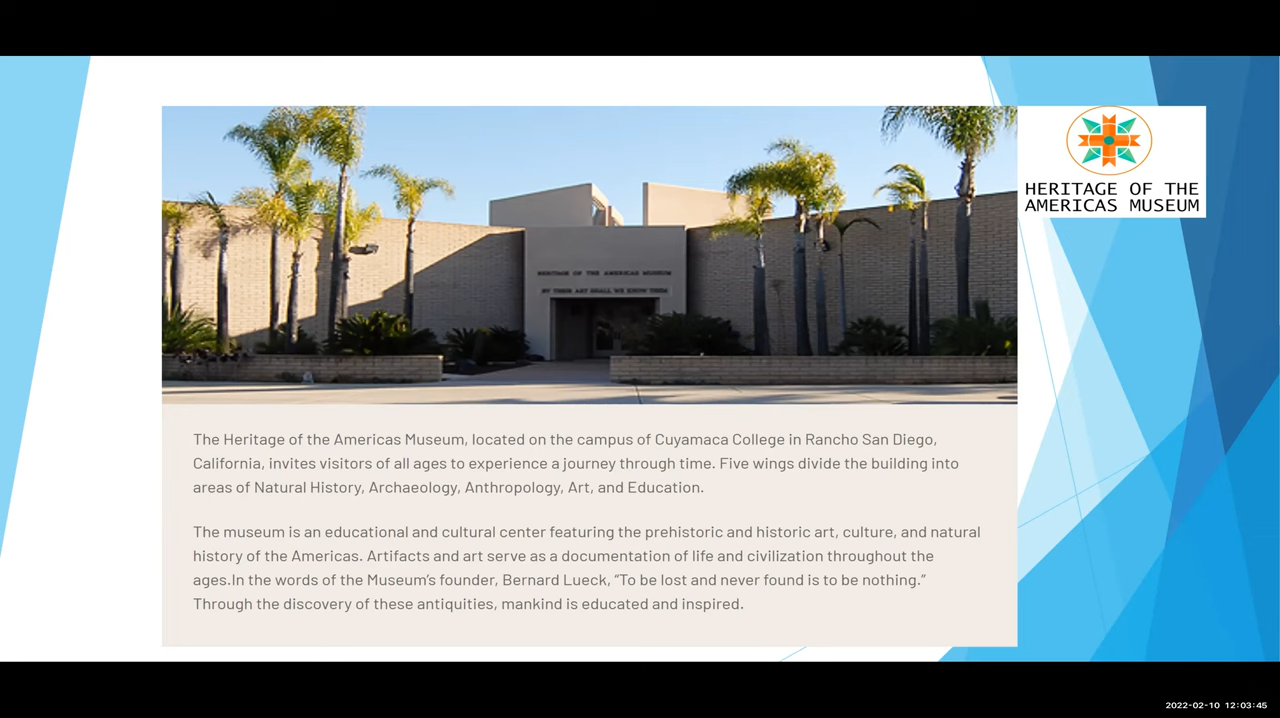 HERITAGE OF THE
AMERICAS MUSEUM
HERITAGE OF THE AMERICAS MUSEUM
BY THEIR ART SHALL WE KNOW THEM
The Heritage of the Americas Museum, located on the campus of Cuyamaca College in Rancho San Diego,
California, invites visitors of all ages to experience a journey through time. Five wings divide the building into
areas of Natural History, Archaeology, Anthropology, Art, and Education.
The museum is an educational and cultural center featuring the prehistoric and historic art, culture, and natural
history of the Americas. Artifacts and art serve as a documentation of life and civilization throughout the
ages.In the words of the Museum’s founder, Bernard Lueck, “To be lost and never found is to be nothing.”
Through the discovery of these antiquities, mankind is educated and inspired.
2022-02-10 12:03:45